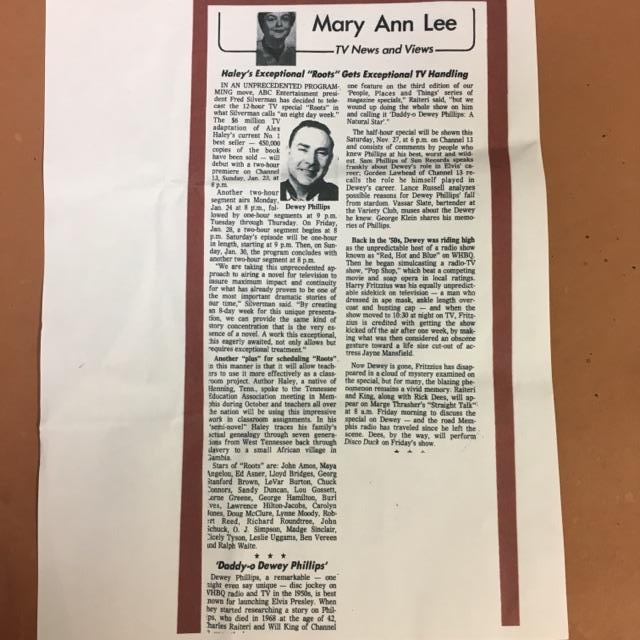 Mary Ann Lee
TV News and Views
Haley's Exceptional "Roots" Gets Exceptional TV Handling
IN AN UNPRECEDENTED PROGRAM-
MING move, ABC Entertainment presi-
dent Fred Silverman has decided to tele-
cast the 12-hour TV special "Roots" in
what Silverman calls "an eight day week."
The $6 million TV
adaptation of Alex
Haley's current No. 1
best seller — 450,000
copies of the book
have been sold — will
debut with a two-hour
premiere on Channel
13, Sunday, Jan. 23, at
8 p.m.
Another two-hour
segment airs Monday,
Jan. 24 at 8 p.m., fol-
lowed by one-hour segments at 9 p.m.
Tuesday through Thursday. On Friday,
Jan. 28, a two-hour segment begins at 8
p.m. Saturday's episode will be one-hour
in length, starting at 9 p.m. Then, on Sun-
day, Jan. 30, the program concludes with
another two-hour segment at 8 p.m.
"We are taking this unprecedented ap-
proach to airing a novel for television to
insure maximum impact and continuity
for what has already proven to be one of
the most important dramatic stories of
our time," Silverman said. "By creating
an 8-day week for this unique presenta-
tion, we can provide the same kind of
story concentration that is the very es-
sence of a novel. A work this exceptional,
this eagerly awaited, not only allows but
requires exceptional treatment."
Another "plus" for scheduling "Roots"
in this manner is that it will allow teach-
ers to use it more effectively as a class-
room project. Author Haley, a native of
Henning, Tenn., spoke to the Tennessee
Education Association meeting in Mem-
phis during October and teachers all over
the nation will be using this impressive
work in classroom assignments. In his
"semi-novel" Haley traces his family's
actual genealogy through seven genera-
tions from West Tennessee back through
slavery to a small African village in
Gambia.
Stars of "Roots" are: John Amos, Maya
Angelou, Ed Asner, Lloyd Bridges, Georg
Stanford Brown, LeVar Burton, Chuck
Connors, Sandy Duncan, Lou Gossett,
Lorne Greene, George Hamilton, Burl
Ives, Lawrence Hilton-Jacobs, Carolyn
Jones, Doug McClure, Lynne Moody, Rob-
ert Reed, Richard Roundtree, John
Schuck, O. J. Simpson, Madge Sinclair,
Cicely Tyson, Leslie Uggams, Ben Vereen
and Ralph Waite.
★ ★ ★
'Daddy-o Dewey Phillips'
Dewey Phillips, a remarkable — one
might even say unique — disc jockey on
WHBQ radio and TV in the 1950s, is best
known for launching Elvis Presley. When
they started researching a story on Phil-
lips, who died in 1968 at the age of 42,
Charles Raiteri and Will King of Channel
Dewey Phillips
one feature on the third edition of our
'People, Places and Things' series of
magazine specials," Raiteri said, "but we
wound up doing the whole show on him
and calling it 'Daddy-o Dewey Phillips: A
Natural Star'."
The half-hour special will be shown this
Saturday, Nov. 27, at 6 p.m. on Channel 13
and consists of comments by people who
knew Phillips at his best, worst and wild-
est. Sam Phillips of Sun Records speaks
frankly about Dewey's role in Elvis' ca-
reer; Gorden Lawhead of Channel 13 re-
calls the role he himself played in
Dewey's career. Lance Russell analyzes
possible reasons for Dewey Phillips' fall
from stardom. Vassar Slate, bartender at
the Variety Club, muses about the Dewey
he knew. George Klein shares his memo-
ries of Phillips.
Back in the '50s, Dewey was riding high
as the unpredictable host of a radio show
known as "Red, Hot and Blue" on WHBQ.
Then he began simulcasting a radio-TV
show, "Pop Shop," which beat a competing
movie and soap opera in local ratings.
Harry Fritzius was his equally unpredict-
able sidekick on television — a man who
dressed in ape mask, ankle length over-
coat and hunting cap — and when the
show moved to 10:30 at night on TV, Fritz-
ius is credited with getting the show
kicked off the air after one week, by mak-
ing what was then considered an obscene
gesture toward a life size cut-out of ac-
tress Jayne Mansfield.
Now Dewey is gone, Fritzius has disap-
peared in a cloud of mystery examined on
the special, but for many, the blazing phe-
nomenon remains a vivid memory. Raiteri
and King, along with Rick Dees, will ap-
pear on Marge Thrasher's "Straight Talk"
at 8 a.m. Friday morning to discuss the
special on Dewey — and the road Mem-
phis radio has traveled since he left the
scene. Dees, by the way, will perform
Disco Duck on Friday's show.
★ ★ ★